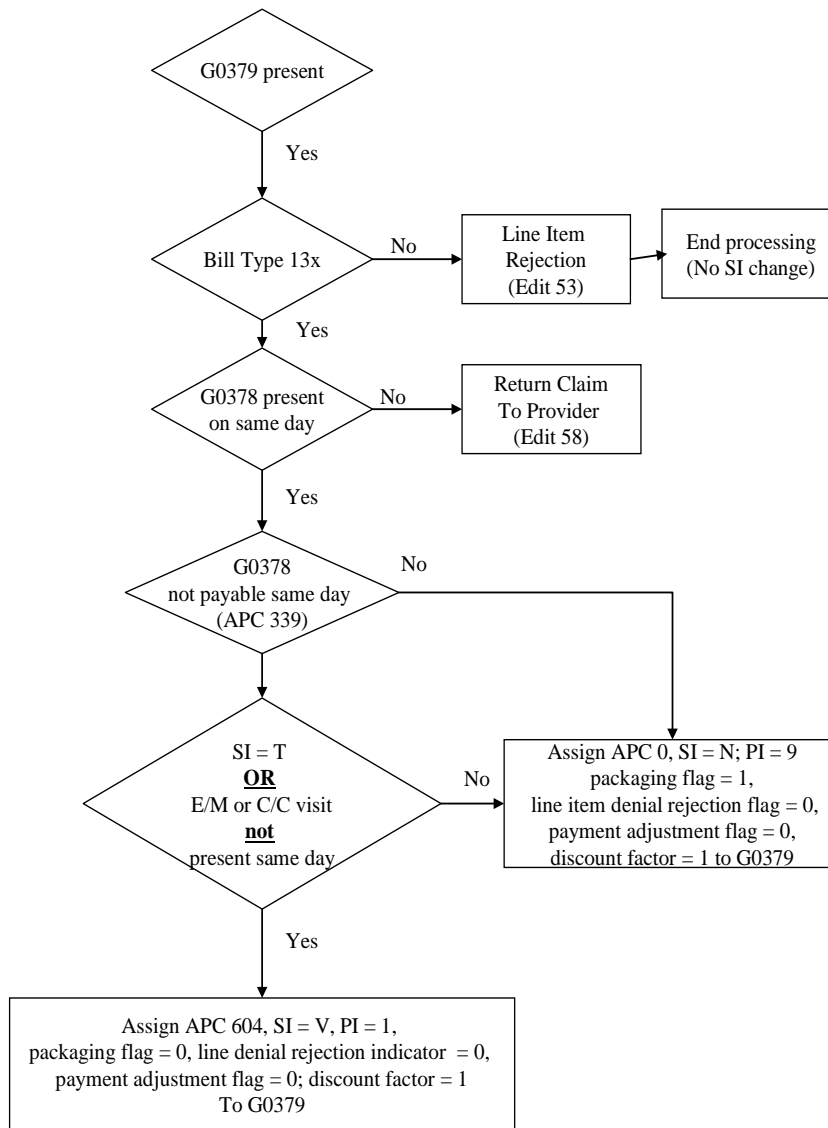 G0379 present
Yes
Bill Type 13x
No
Line Item
Rejection
(Edit 53)
End processing
(No SI change)
Yes
G0378 present
on same day
No
Return Claim
To Provider
(Edit 58)
Yes
G0378
not payable same day
(APC 339)
No
SI = T
OR
E/M or C/C visit
not
present same day
No
Assign APC 0, SI = N; PI = 9
packaging flag = 1,
line item denial rejection flag = 0,
payment adjustment flag = 0,
discount factor = 1 to G0379
Yes
Assign APC 604, SI = V, PI = 1,
packaging flag = 0, line denial rejection indicator = 0,
payment adjustment flag = 0; discount factor = 1
To G0379